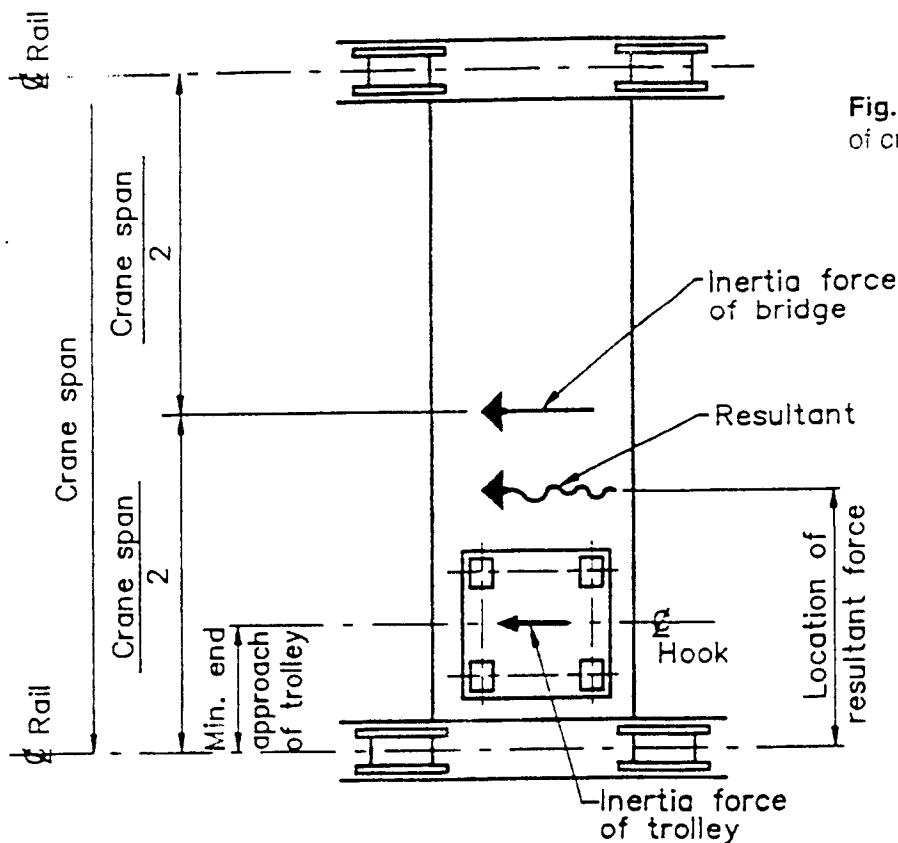 ℄ Rail
Fig.
of cr
Crane span
2
Crane span
Inertia force
of bridge
Resultant
Crane span
2
Min. end
approach
of trolley
℄
Hook
Location of
resultant force
℄ Rail
Inertia force
of trolley